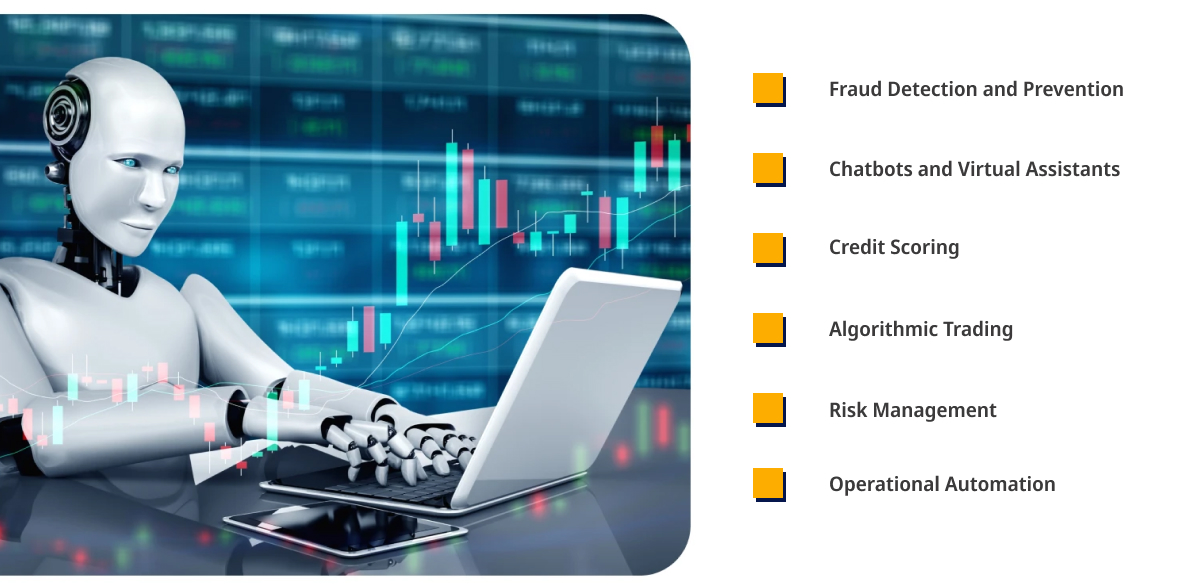 Fraud Detection and Prevention
Chatbots and Virtual Assistants
Credit Scoring
Algorithmic Trading
Risk Management
Operational Automation